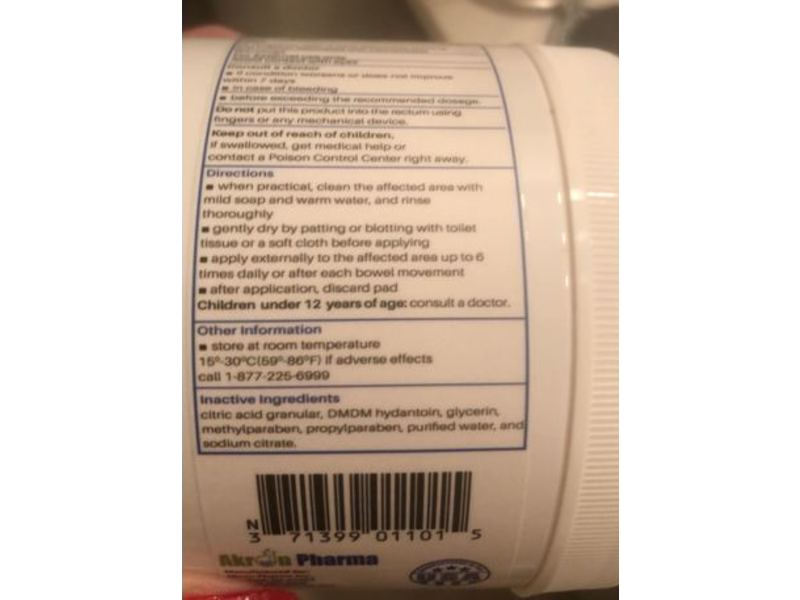 Consult a doctor
■ if condition worsens or does not improve
within 7 days
■ in case of bleeding
■ before exceeding the recommended dosage.
Do not put this product into the rectum using
fingers or any mechanical device.
Keep out of reach of children,
If swallowed, get medical help or
contact a Poison Control Center right away.
Directions
■ when practical, clean the affected area with
mild soap and warm water, and rinse
thoroughly
■ gently dry by patting or blotting with toilet
tissue or a soft cloth before applying
■ apply externally to the affected area up to 6
times daily or after each bowel movement
■ after application, discard pad
Children under 12 years of age: consult a doctor.
Other Information
■ store at room temperature
15º-30ºC(59º-86ºF) If adverse effects
call 1-877-225-6999
Inactive Ingredients
citric acid granular, DMDM hydantoin, glycerin,
methylparaben, propylparaben, purified water, and
sodium citrate.
N
3 71399 01101 5
Akron Pharma
USA